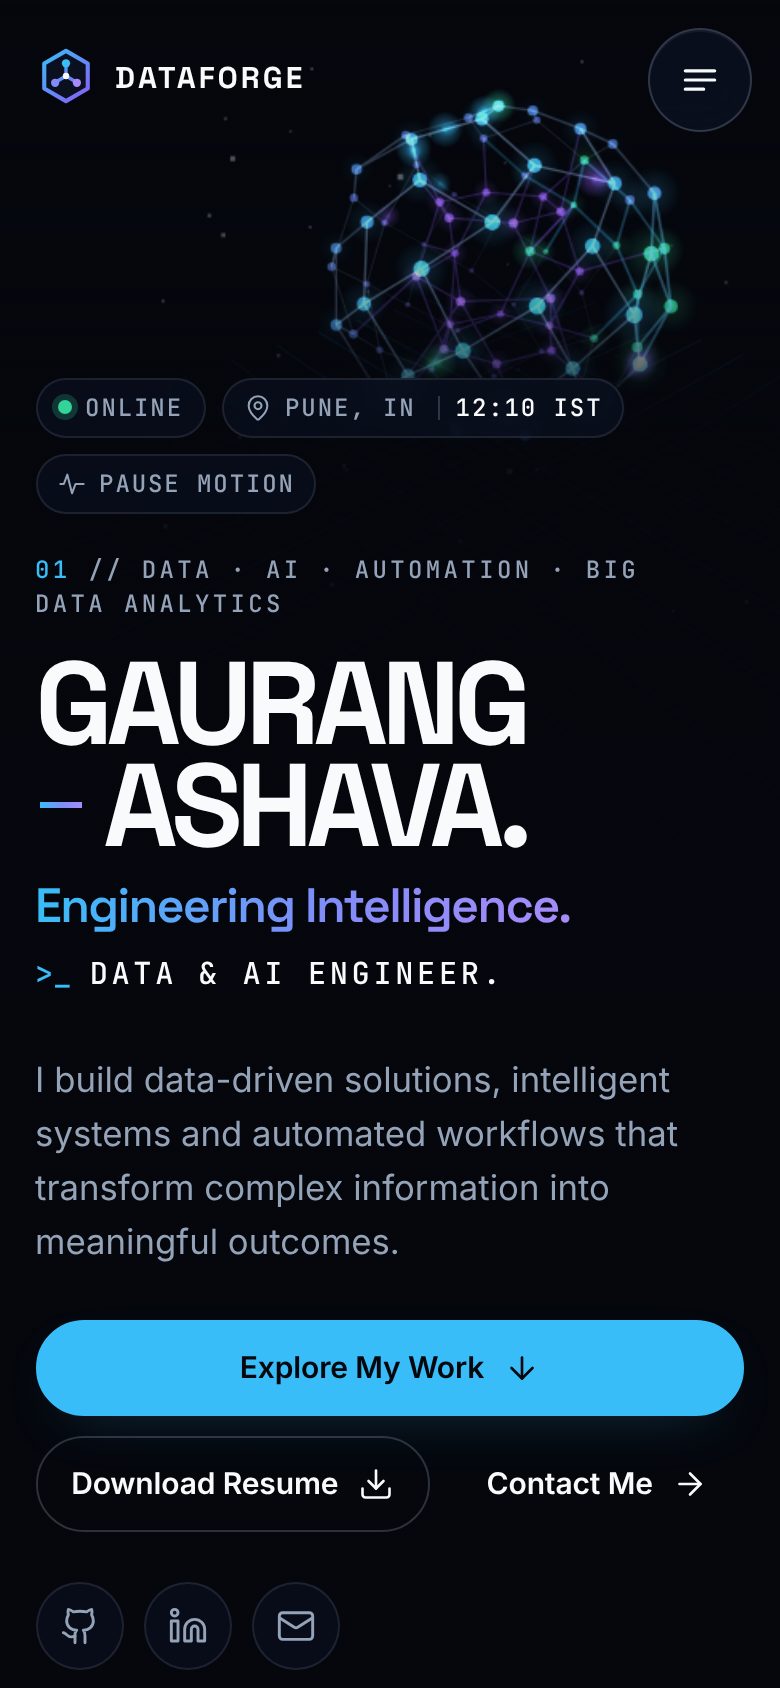 DATAFORGE
ONLINE
PUNE, IN | 12:10 IST
PAUSE MOTION
01 // DATA · AI · AUTOMATION · BIG
DATA ANALYTICS
GAURANG
– ASHAVA.
Engineering Intelligence.
>_ DATA & AI ENGINEER.
I build data-driven solutions, intelligent
systems and automated workflows that
transform complex information into
meaningful outcomes.
Explore My Work ↓
Download Resume
Contact Me →
in